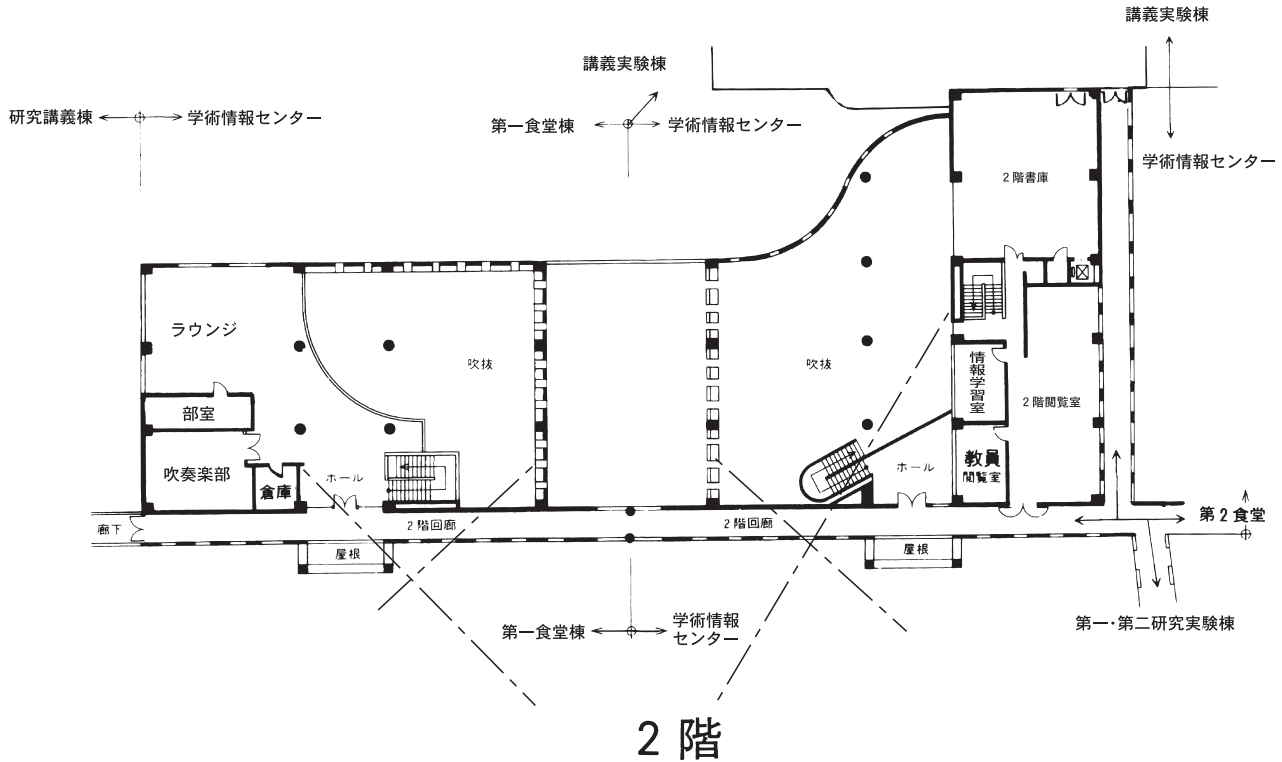 講義実験棟
講義実験棟
研究講義棟
学術情報センター
第一食堂棟
学術情報センター
学術情報センター
2階書庫
ラウンジ
吹抜
吹抜
情報学習室
2階閲覧室
部室
吹奏楽部
倉庫
ホール
ホール
教員
閲覧室
廊下
2階回廊
2階回廊
第2食堂
屋根
屋根
第一食堂棟
学術情報
センター
第一・第二研究実験棟
2階